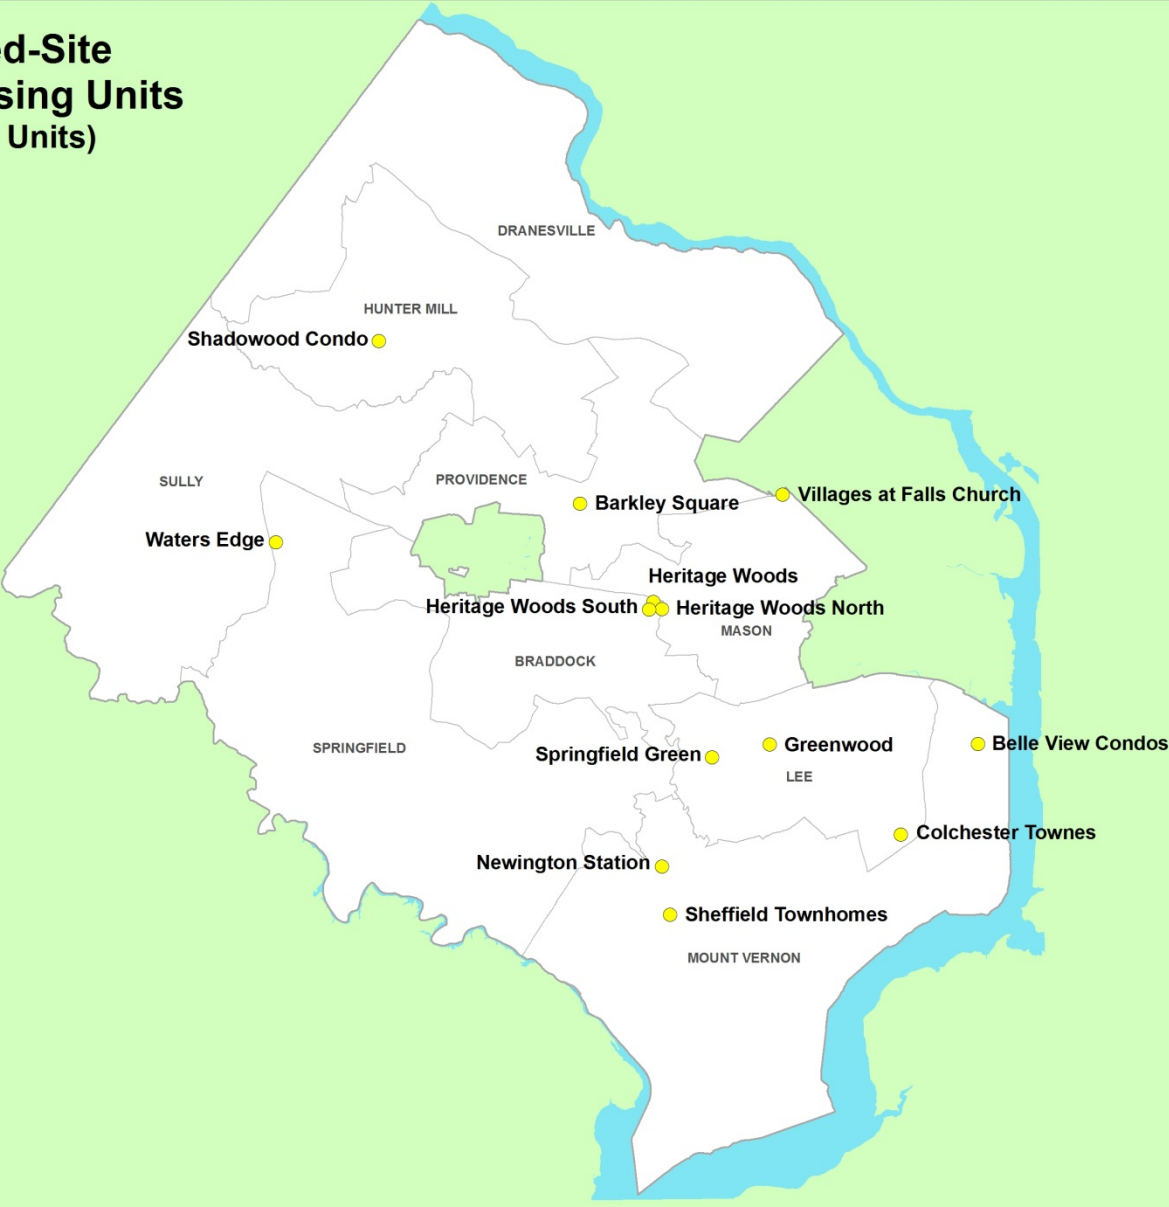 ed-Site
sing Units
Units)
DRANESVILLE
HUNTER MILL
Shadowood Condo
SULLY
PROVIDENCE
Barkley Square
Villages at Falls Church
Waters Edge
Heritage Woods
Heritage Woods South
Heritage Woods North
MASON
BRADDOCK
SPRINGFIELD
Springfield Green
Greenwood
Belle View Condos
LEE
Colchester Townes
Newington Station
Sheffield Townhomes
MOUNT VERNON